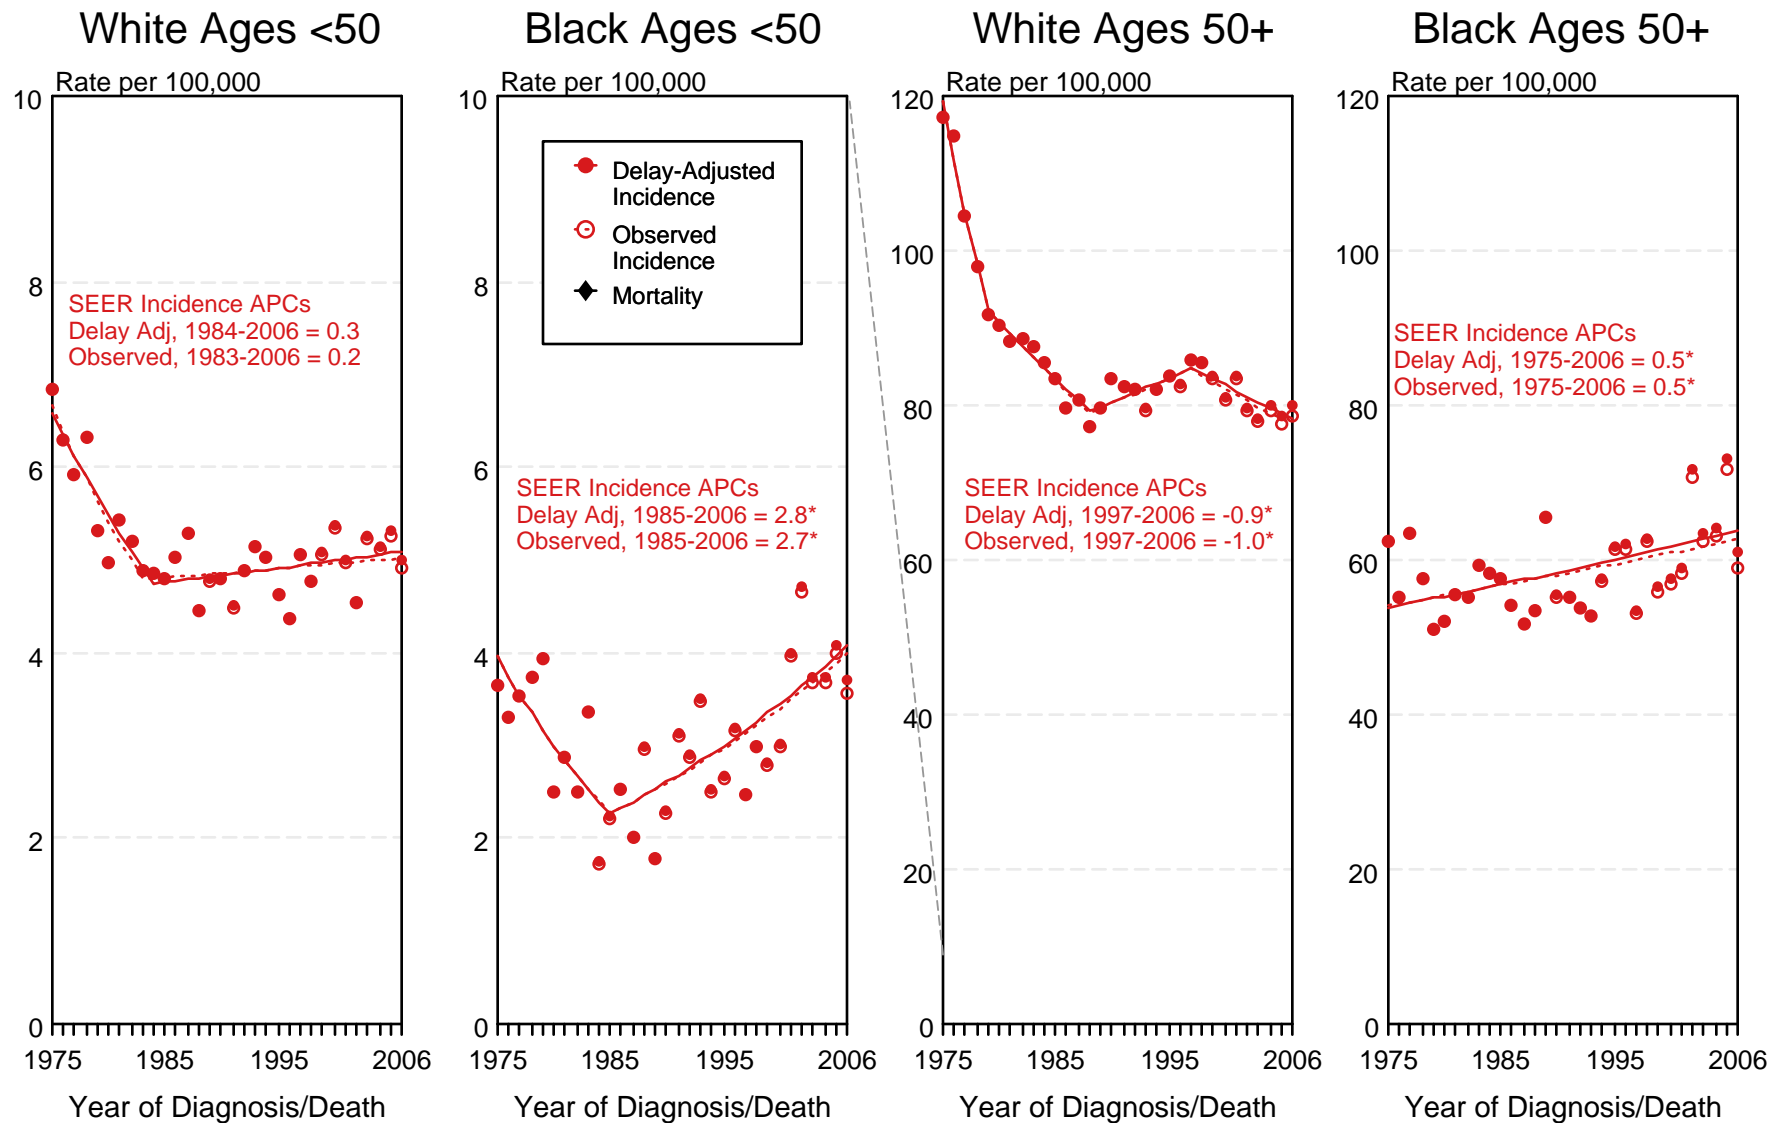 White Ages <50
Rate per 100,000
10
8
6
4
2
0
SEER Incidence APCs
Delay Adj, 1984-2006 = 0.3
Observed, 1983-2006 = 0.2
1975
1985
1995
2006
Year of Diagnosis/Death
Black Ages <50
Rate per 100,000
10
8
6
4
2
0
Delay-Adjusted
Incidence
Observed
Incidence
Mortality
SEER Incidence APCs
Delay Adj, 1985-2006 = 2.8*
Observed, 1985-2006 = 2.7*
1975
1985
1995
2006
Year of Diagnosis/Death
White Ages 50+
Rate per 100,000
120
100
80
60
40
20
0
SEER Incidence APCs
Delay Adj, 1997-2006 = -0.9*
Observed, 1997-2006 = -1.0*
1975
1985
1995
2006
Year of Diagnosis/Death
Black Ages 50+
Rate per 100,000
120
100
80
60
40
20
0
SEER Incidence APCs
Delay Adj, 1975-2006 = 0.5*
Observed, 1975-2006 = 0.5*
1975
1985
1995
2006
Year of Diagnosis/Death